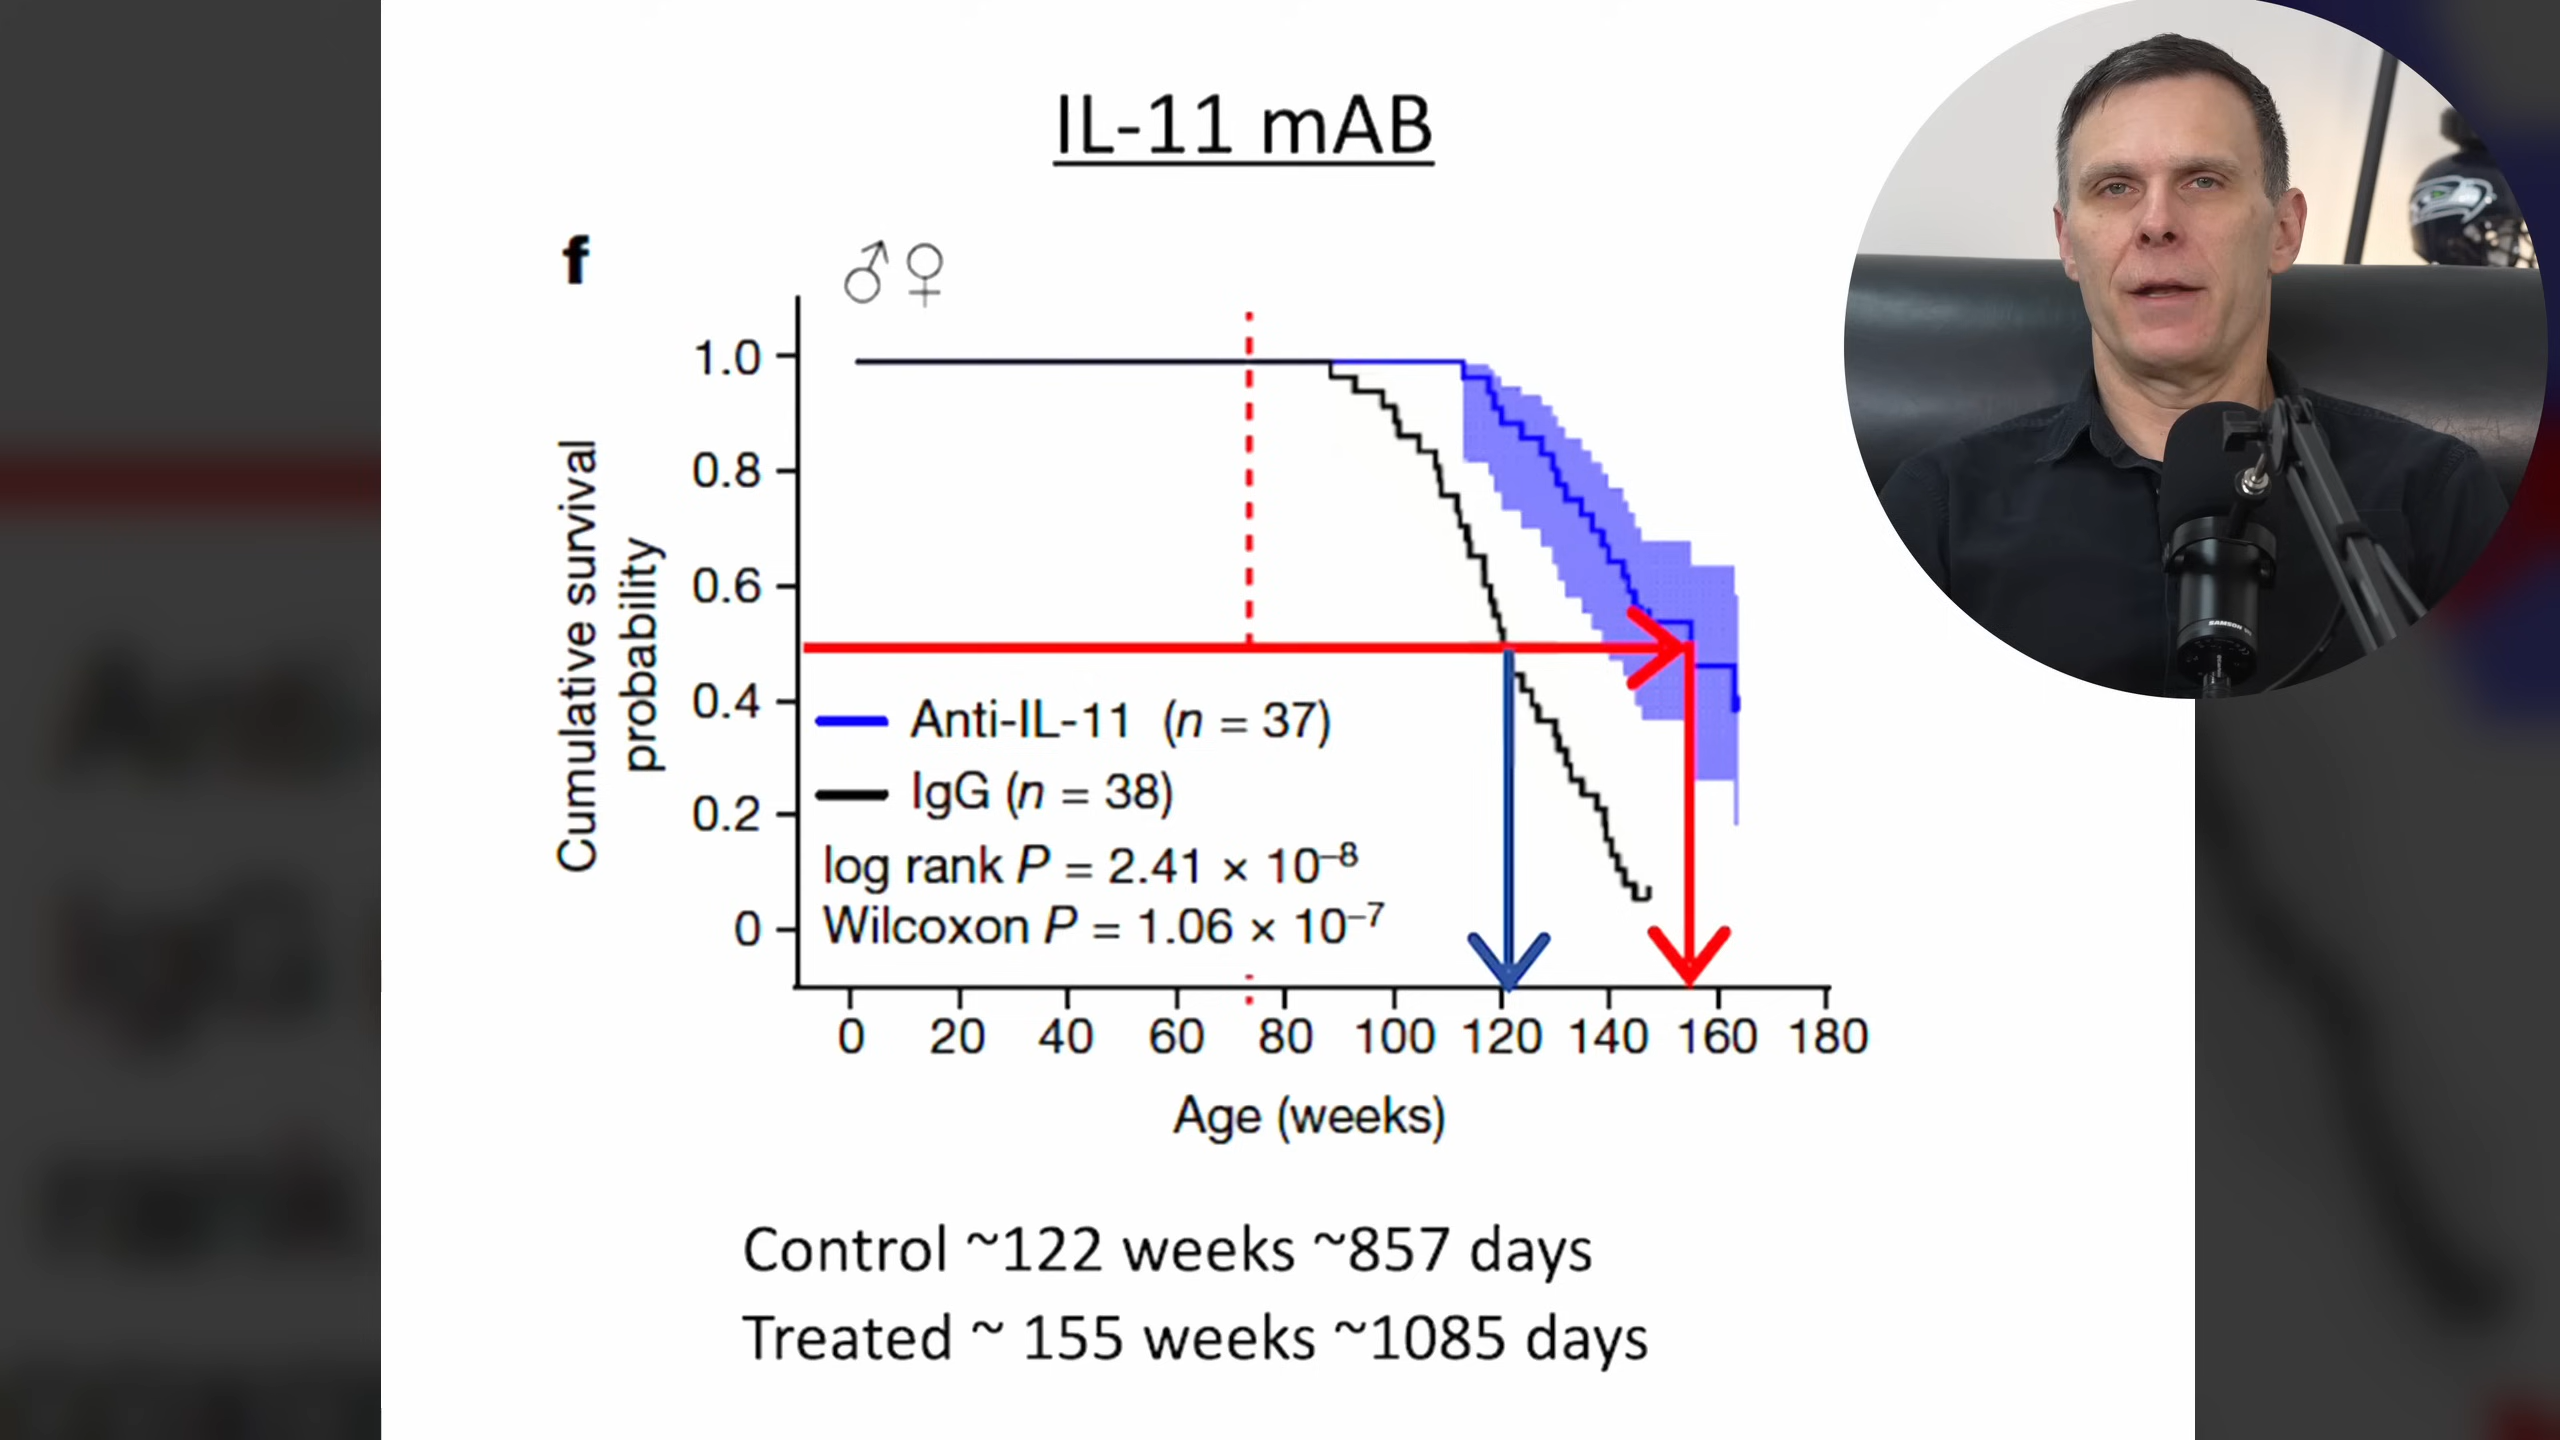 IL-11 mAB
f
♂♀
1.0
0.8
0.6
0.4
0.2
0
Cumulative survival
probability
Anti-IL-11 (n = 37)
IgG (n = 38)
log rank P = 2.41 × 10⁻⁸
Wilcoxon P = 1.06 × 10⁻⁷
0 20 40 60 80 100 120 140 160 180
Age (weeks)
Control ~122 weeks ~857 days
Treated ~ 155 weeks ~1085 days
SAMSON